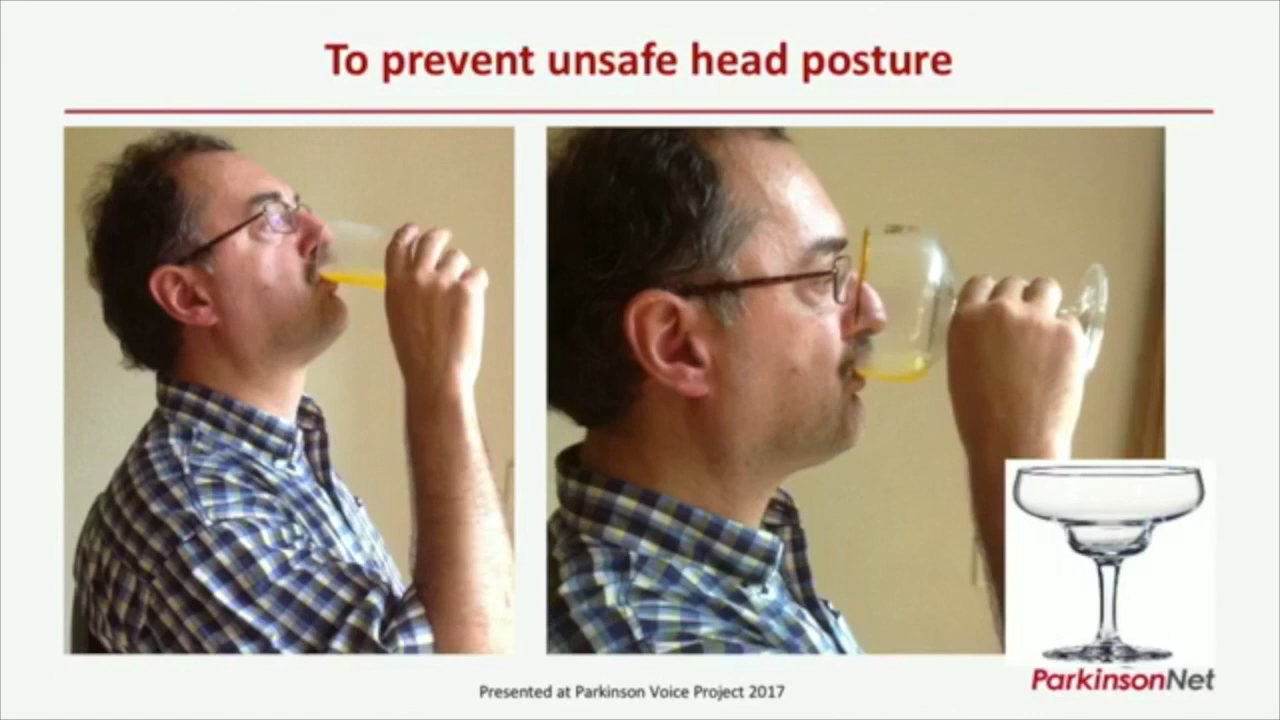 To prevent unsafe head posture
Presented at Parkinson Voice Project 2017
ParkinsonNet